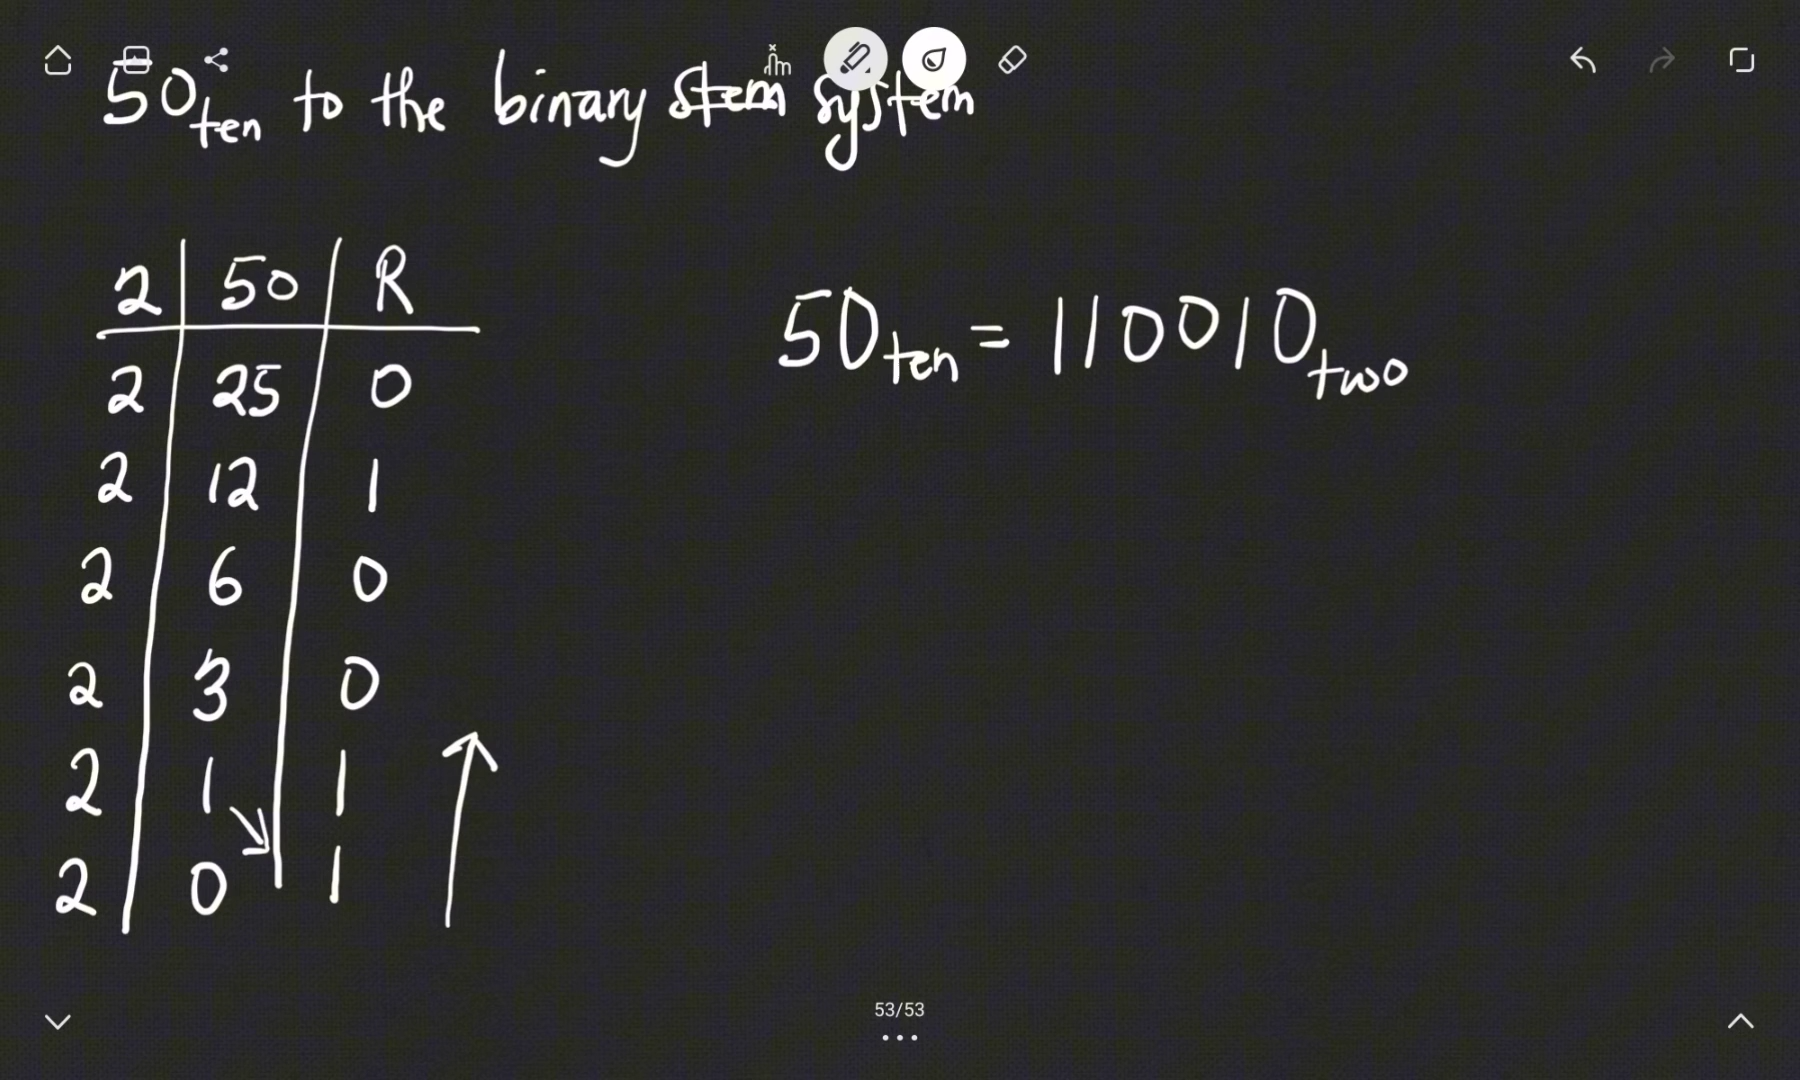 50ten to the binary stem system
2 | 50 | R
2 | 25 | 0
2 | 12 | 1
2 | 6 | 0
2 | 3 | 0
2 | 1 | 1
2 | 0 | 1
50ten = 110010two
53/53